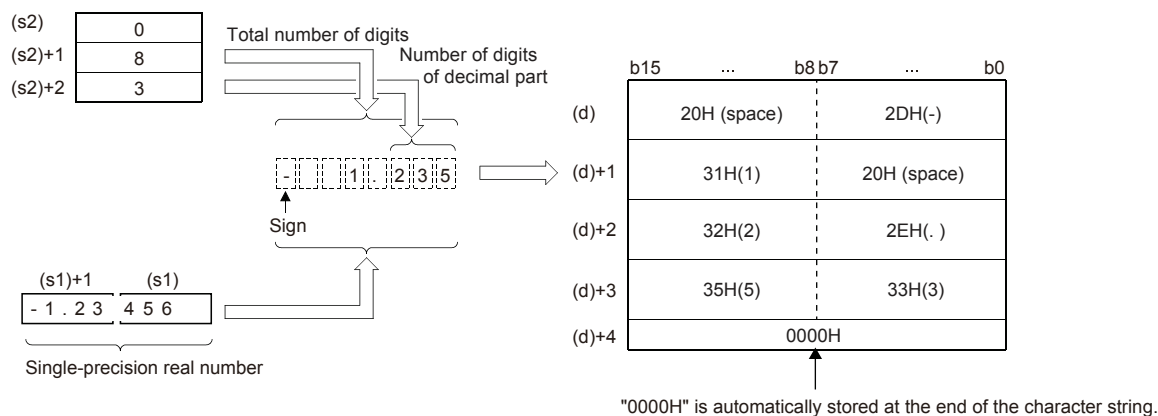 (s2) 0
(s2)+1 8
(s2)+2 3
Total number of digits
Number of digits
of decimal part
- 1 . 2 3 5
Sign
(s1)+1 (s1)
- 1 . 2 3 4 5 6
Single-precision real number
b15 ... b8 b7 ... b0
(d) 20H (space) 2DH(-)
(d)+1 31H(1) 20H (space)
(d)+2 32H(2) 2EH(. )
(d)+3 35H(5) 33H(3)
(d)+4 0000H
"0000H" is automatically stored at the end of the character string.